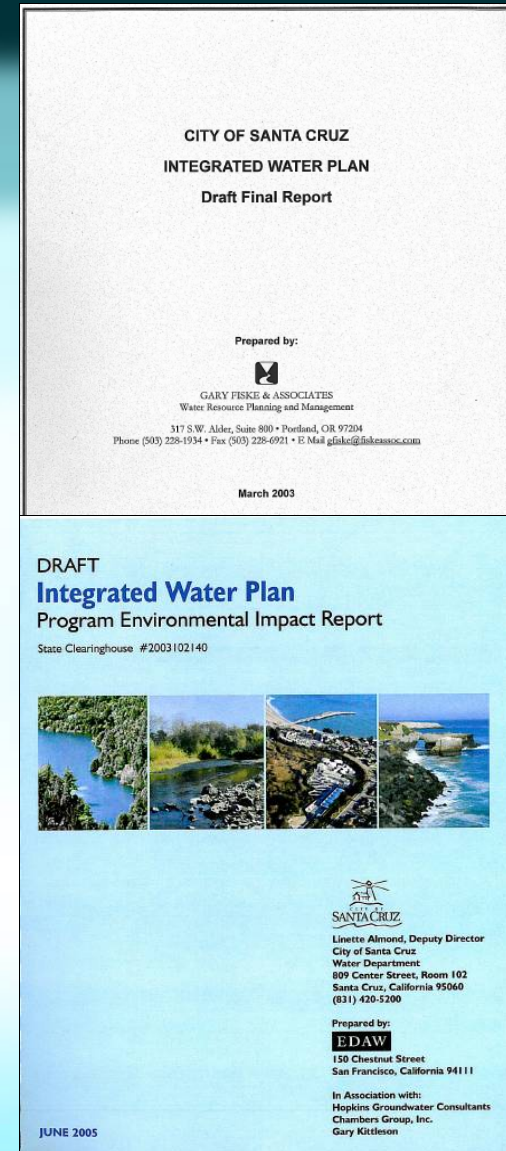 CITY OF SANTA CRUZ
INTEGRATED WATER PLAN
Draft Final Report
Prepared by:
GARY FISKE & ASSOCIATES
Water Resource Planning and Management
317 S.W. Alder, Suite 800 • Portland, OR 97204
Phone (503) 228-1934 • Fax (503) 228-6921 • E Mail gfiske@fiskeassoc.com
March 2003
DRAFT
Integrated Water Plan
Program Environmental Impact Report
State Clearinghouse #2003102140
CITY OF
SANTA CRUZ
Linette Almond, Deputy Director
City of Santa Cruz
Water Department
809 Center Street, Room 102
Santa Cruz, California 95060
(831) 420-5200
Prepared by:
EDAW
150 Chestnut Street
San Francisco, California 94111
In Association with:
Hopkins Groundwater Consultants
Chambers Group, Inc.
Gary Kittleson
JUNE 2005